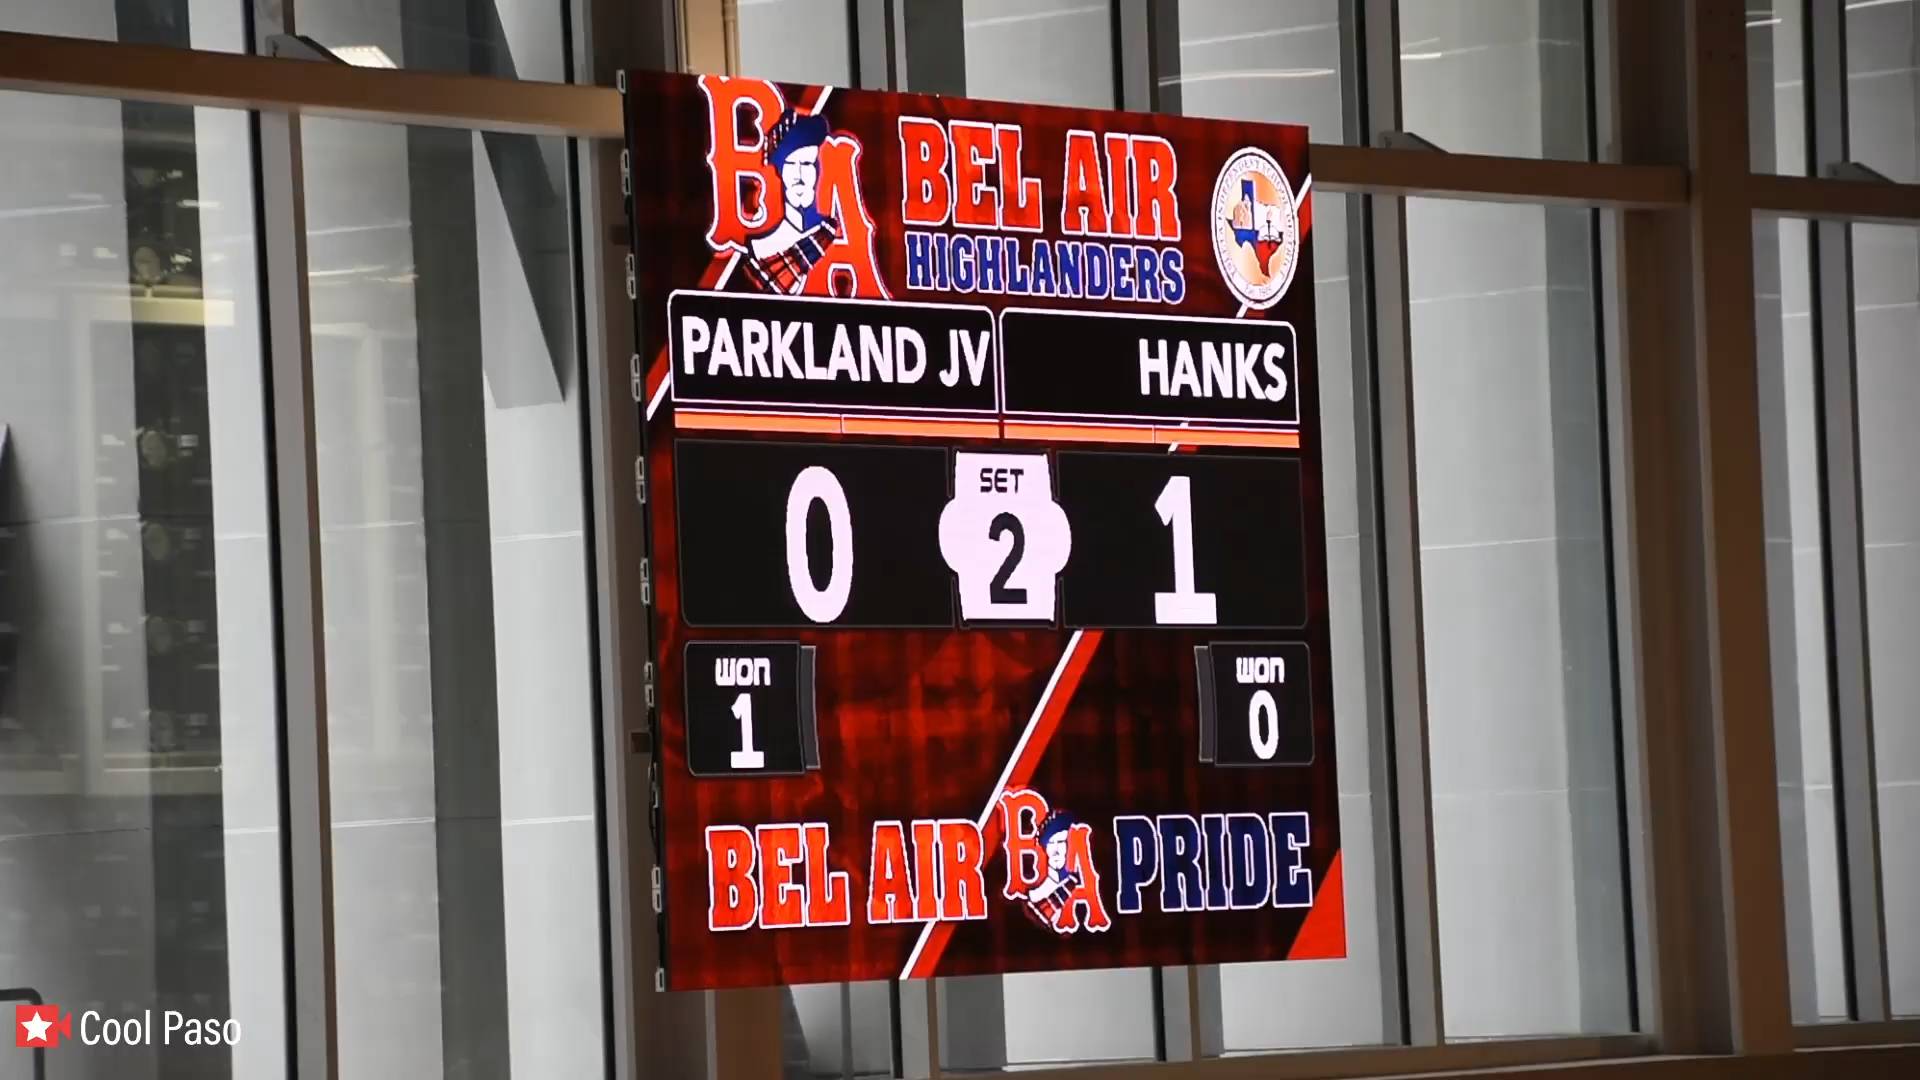 BA
BEL AIR
HIGHLANDERS
PARKLAND JV
HANKS
0
SET
2
1
WON
1
WON
0
BEL AIR BA PRIDE
Cool Paso